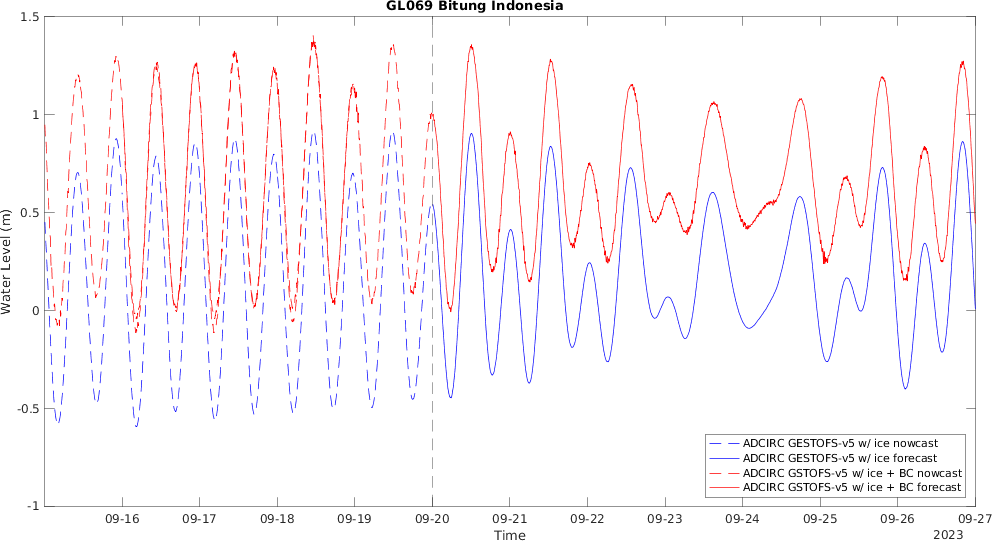 GL069 Bitung Indonesia
1.5
1
0.5
0
-0.5
-1
Water Level (m)
09-16 09-17 09-18 09-19 09-20 09-21 09-22 09-23 09-24 09-25 09-26 09-27
Time
2023
ADCIRC GESTOFS-v5 w/ ice nowcast
ADCIRC GESTOFS-v5 w/ ice forecast
ADCIRC GSTOFS-v5 w/ ice + BC nowcast
ADCIRC GSTOFS-v5 w/ ice + BC forecast